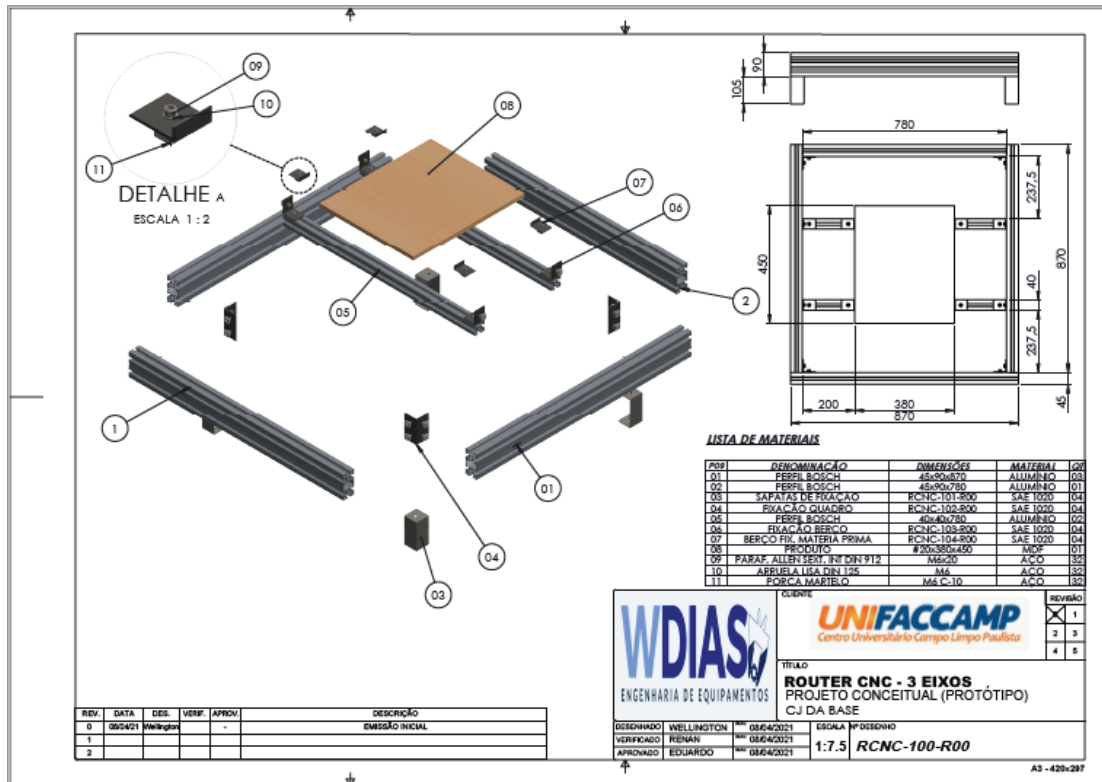 09
10
11
DETALHE A
ESCALA 1 : 2
08
07
06
05
2
1
01
04
03
90
105
780
237,5
450
40
870
237,5
200
380
870
45
LISTA DE MATERIAIS
POS DENOMINAÇÃO DIMENSÕES MATERIAL QT
01 PERFIL BOSCH 45x90x870 ALUMÍNIO 03
02 PERFIL BOSCH 45x90x780 ALUMÍNIO 01
03 SAPATAS DE FIXAÇAO RCNC-101-R00 SAE 1020 04
04 FIXAÇÃO QUADRO RCNC-102-R00 SAE 1020 04
05 PERFIL BOSCH 40x40x780 ALUMÍNIO 02
06 FIXAÇÃO BERÇO RCNC-103-R00 SAE 1020 04
07 BERÇO FIX. MATERIA PRIMA RCNC-104-R00 SAE 1020 04
08 PRODUTO #20x380x450 MDF 01
09 PARAF. ALLEN SEXT. INT DIN 912 M6x20 AÇO 32
10 ARRUELA LISA DIN 125 M6 AÇO 32
11 PORCA MARTELO M6 C-10 AÇO 32
WDIAS
ENGENHARIA DE EQUIPAMENTOS
CLIENTE
UNIFACCAMP
Centro Universitário Campo Limpo Paulista
REVISÃO
1
2 3
4 5
TÍTULO
ROUTER CNC - 3 EIXOS
PROJETO CONCEITUAL (PROTÓTIPO)
CJ DA BASE
DESENHADO WELLINGTON 08/04/2021
VERIFICADO RENAN 08/04/2021
APROVADO EDUARDO 08/04/2021
ESCALA
1:7.5
Nº DESENHO
RCNC-100-R00
REV. DATA DES. VERIF. APROV. DESCRIÇÃO
0 08/04/21 Wellington - EMISSÃO INICIAL
1
2
A3 - 420x297